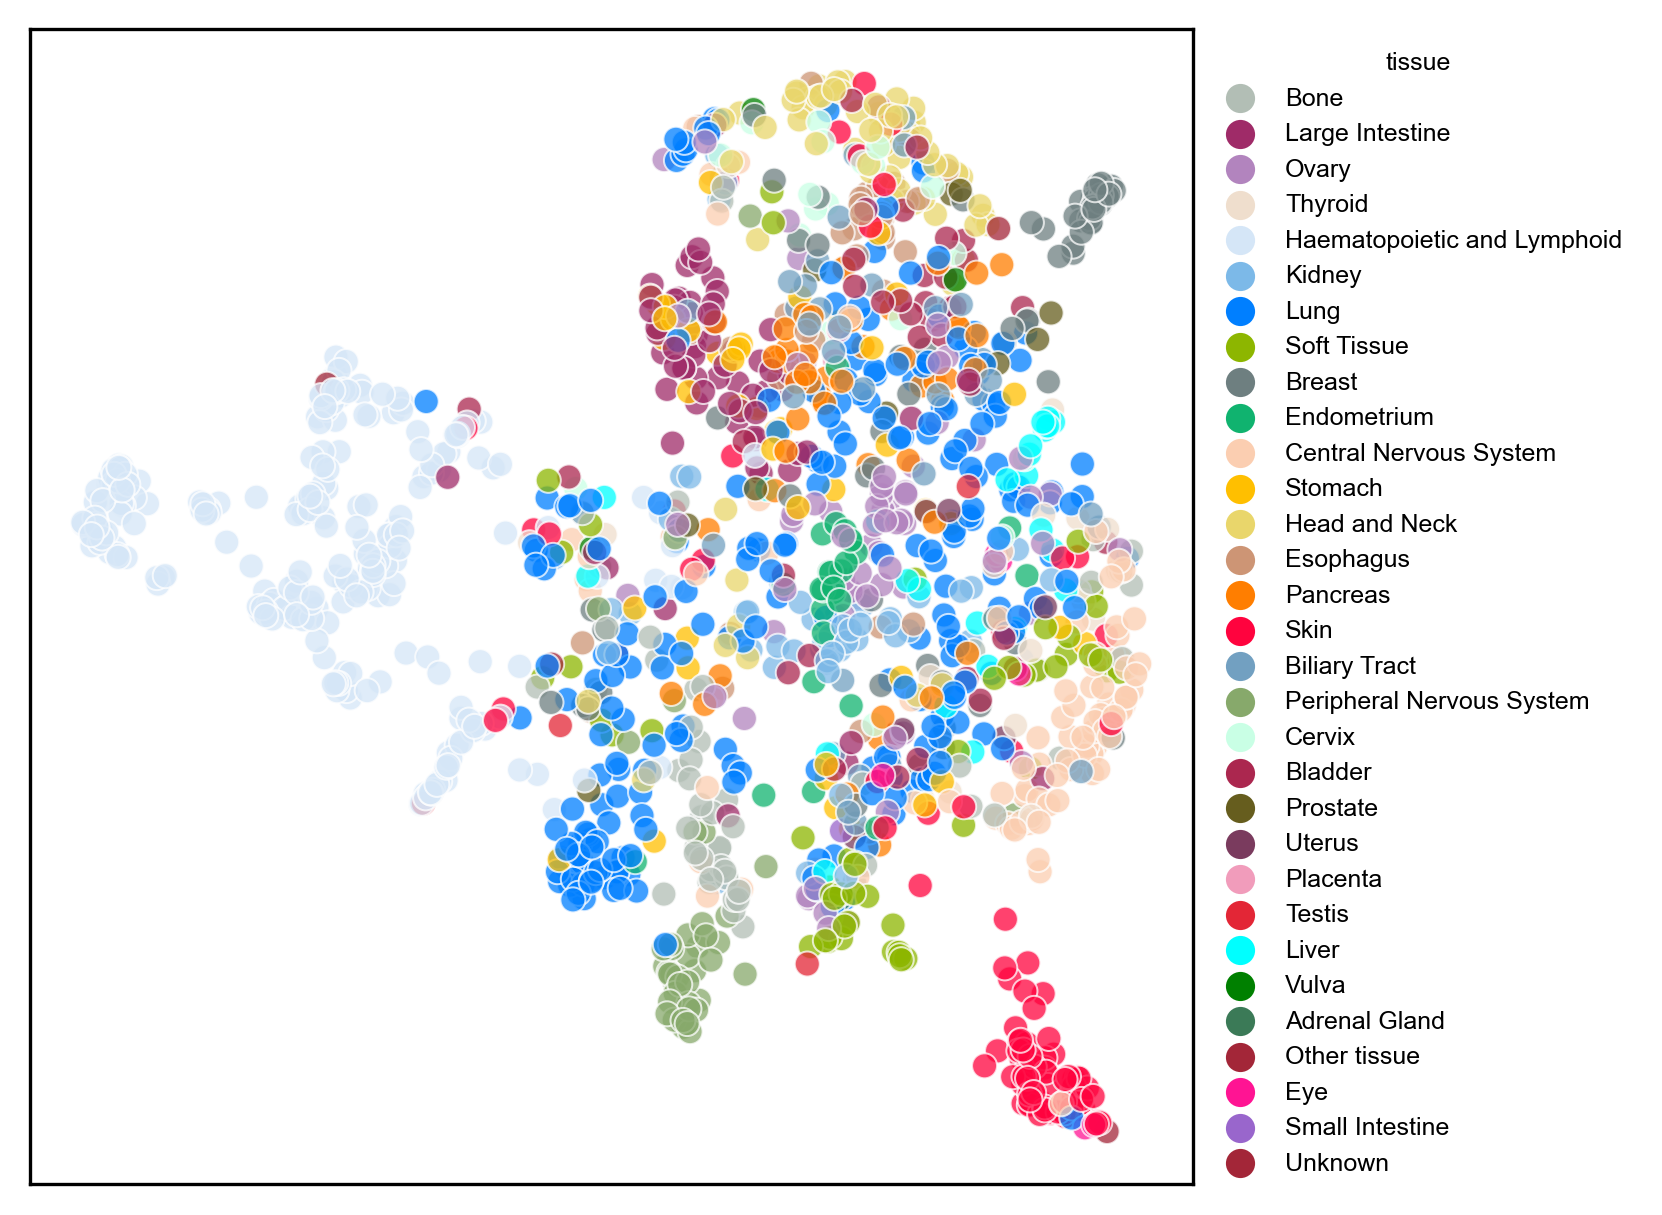 tissue
Bone
Large Intestine
Ovary
Thyroid
Haematopoietic and Lymphoid
Kidney
Lung
Soft Tissue
Breast
Endometrium
Central Nervous System
Stomach
Head and Neck
Esophagus
Pancreas
Skin
Biliary Tract
Peripheral Nervous System
Cervix
Bladder
Prostate
Uterus
Placenta
Testis
Liver
Vulva
Adrenal Gland
Other tissue
Eye
Small Intestine
Unknown